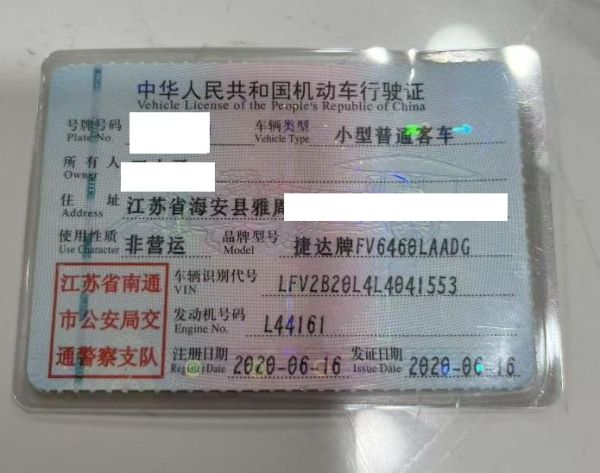 中华人民共和国机动车行驶证
Vehicle License of the People's Republic of China
号牌号码 车辆类型 小型普通客车
Plate No. Vehicle Type
所有人
Owner
住址 江苏省海安县雅周
Address
使用性质 非营运 品牌型号 捷达牌FV6460LAADG
Use Character Model
江苏省南通
市公安局交
通警察支队
车辆识别代号 LFV2B20L4L4041553
VIN
发动机号码 L44161
Engine No.
注册日期 2020-06-16 发证日期 2020-06-16
Register Date Issue Date